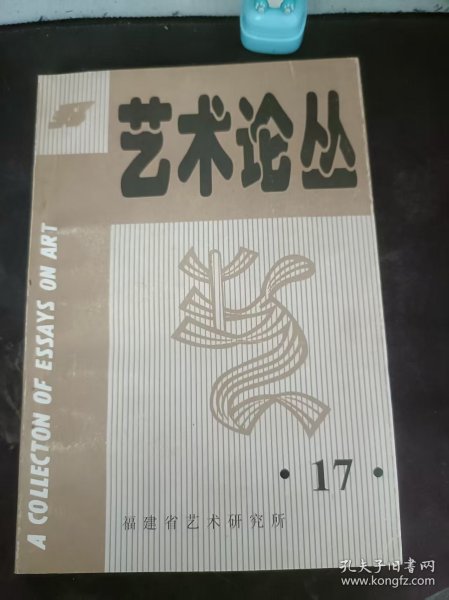 艺术论丛
A COLLECTON OF ESSAYS ON ART
·17·
福建省艺术研究所
孔夫子旧书网
www.kongfz.com